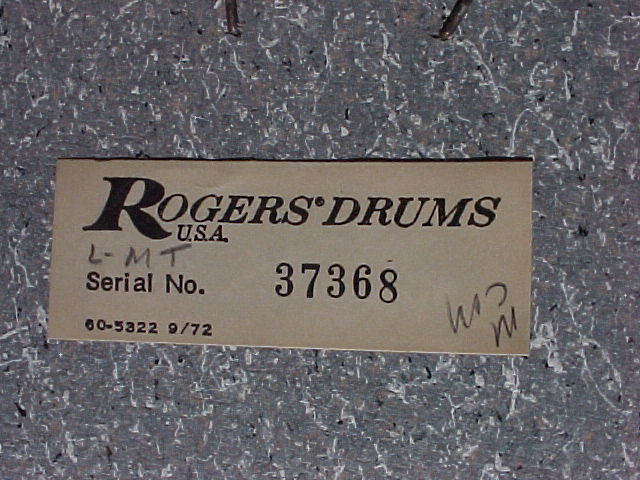 ROGERS® DRUMS
U.S.A.
L-MT
Serial No. 37368
60-5322 9/72